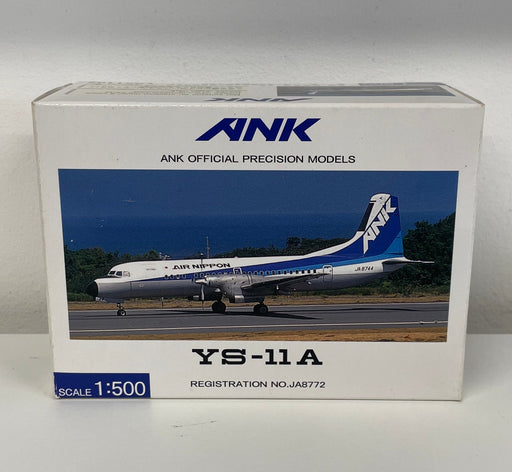 ANK
ANK OFFICIAL PRECISION MODELS
ANK
AIR NIPPON
JA8744
YS-11A
SCALE 1:500
REGISTRATION NO.JA8772